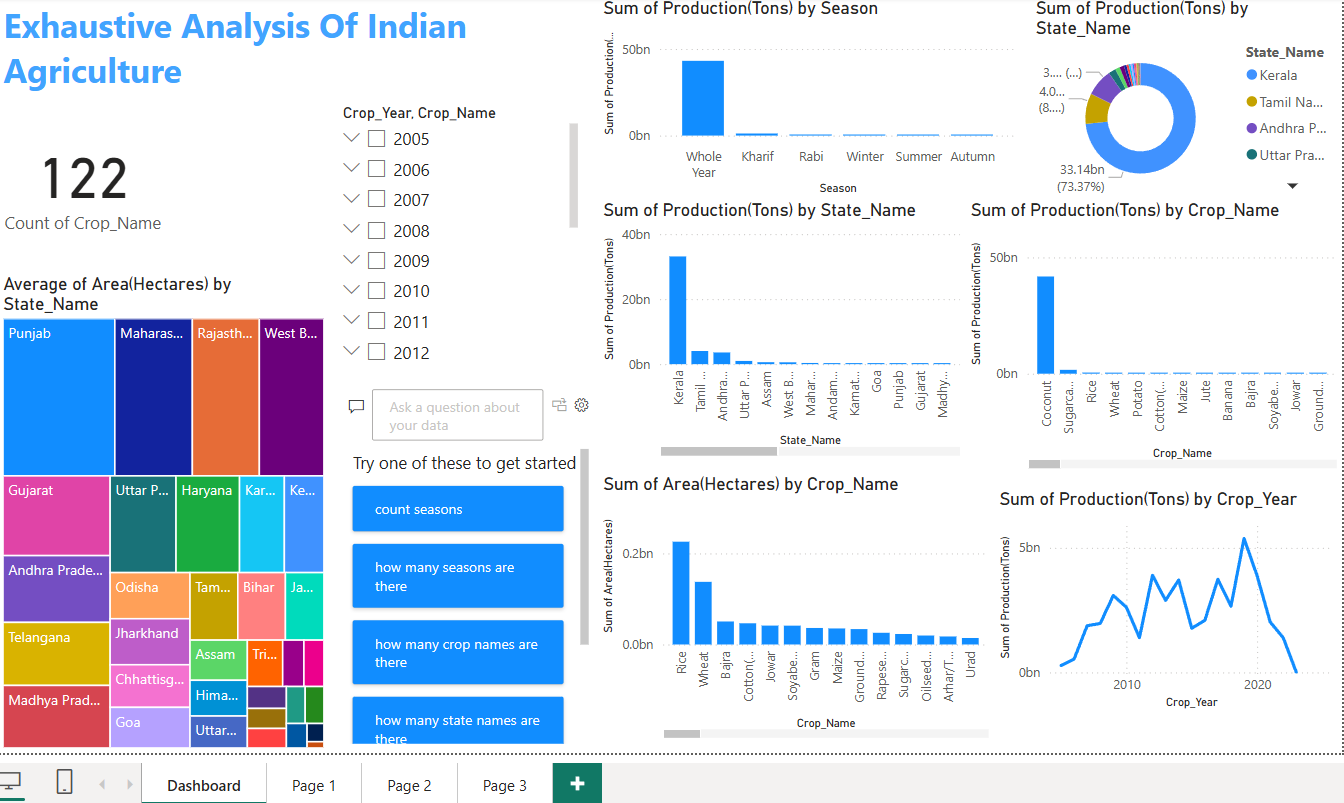 Exhaustive Analysis Of Indian
Agriculture
122
Count of Crop_Name
Crop_Year, Crop_Name
2005
2006
2007
2008
2009
2010
2011
2012
Average of Area(Hectares) by
State_Name
Punjab
Maharas...
Rajasth...
West B...
Gujarat
Uttar P...
Haryana
Kar...
Ke...
Andhra Prade...
Odisha
Tam...
Bihar
Ja...
Telangana
Jharkhand
Assam
Tri...
Chhattisg...
Madhya Prad...
Hima...
Goa
Uttar...
Ask a question about
your data
Try one of these to get started
count seasons
how many seasons are
there
how many crop names are
there
how many state names are
there
Sum of Production(Tons) by Season
Sum of Production(...
50bn
0bn
Whole
Year
Kharif
Rabi
Winter
Summer
Autumn
Season
Sum of Production(Tons) by
State_Name
3.... (...)
4.0...
(8....)
33.14bn
(73.37%)
State_Name
Kerala
Tamil Na...
Andhra P...
Uttar Pra...
Sum of Production(Tons) by State_Name
Sum of Production(Tons)
40bn
20bn
0bn
Kerala
Tamil ...
Andhra...
Uttar P...
Assam
West B...
Mahar...
Andam...
Karnat...
Goa
Punjab
Gujarat
Madhy...
State_Name
Sum of Production(Tons) by Crop_Name
Sum of Production(Tons)
50bn
0bn
Coconut
Sugarca...
Rice
Wheat
Potato
Cotton(...
Maize
Jute
Banana
Bajra
Soyabe...
Jowar
Ground...
Crop_Name
Sum of Area(Hectares) by Crop_Name
Sum of Area(Hectares)
0.2bn
0.0bn
Rice
Wheat
Bajra
Cotton(...
Jowar
Soyabe...
Gram
Maize
Ground...
Rapese...
Sugarc...
Oilseed...
Arhar/T...
Urad
Crop_Name
Sum of Production(Tons) by Crop_Year
Sum of Production(Tons)
5bn
0bn
2010
2020
Crop_Year
Dashboard
Page 1
Page 2
Page 3